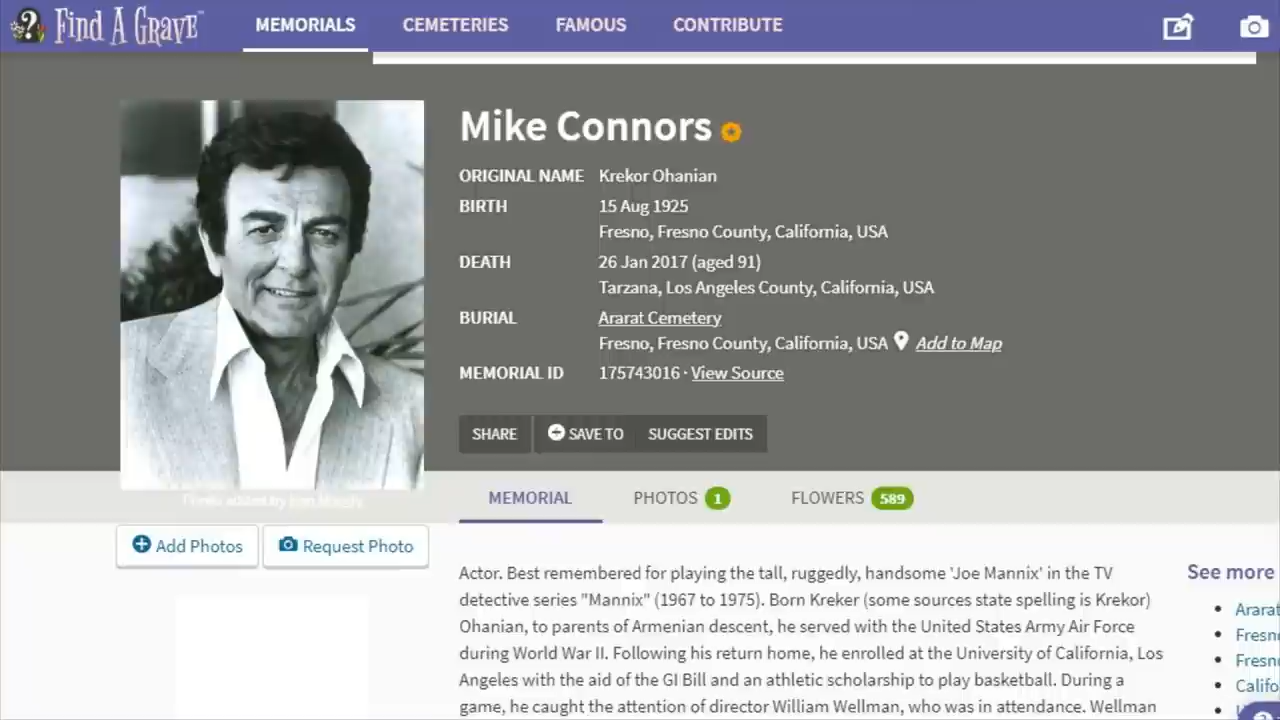 Find A Grave™ MEMORIALS CEMETERIES FAMOUS CONTRIBUTE
Mike Connors
ORIGINAL NAME Krekor Ohanian
BIRTH 15 Aug 1925
Fresno, Fresno County, California, USA
DEATH 26 Jan 2017 (aged 91)
Tarzana, Los Angeles County, California, USA
BURIAL Ararat Cemetery
Fresno, Fresno County, California, USA Add to Map
MEMORIAL ID 175743016 · View Source
SHARE SAVE TO SUGGEST EDITS
added by
MEMORIAL PHOTOS 1 FLOWERS 589
Add Photos Request Photo
Actor. Best remembered for playing the tall, ruggedly, handsome 'Joe Mannix' in the TV
detective series "Mannix" (1967 to 1975). Born Kreker (some sources state spelling is Krekor)
Ohanian, to parents of Armenian descent, he served with the United States Army Air Force
during World War II. Following his return home, he enrolled at the University of California, Los
Angeles with the aid of the GI Bill and an athletic scholarship to play basketball. During a
game, he caught the attention of director William Wellman, who was in attendance. Wellman
See more
Ararat
Fresn
Fresn
Califo